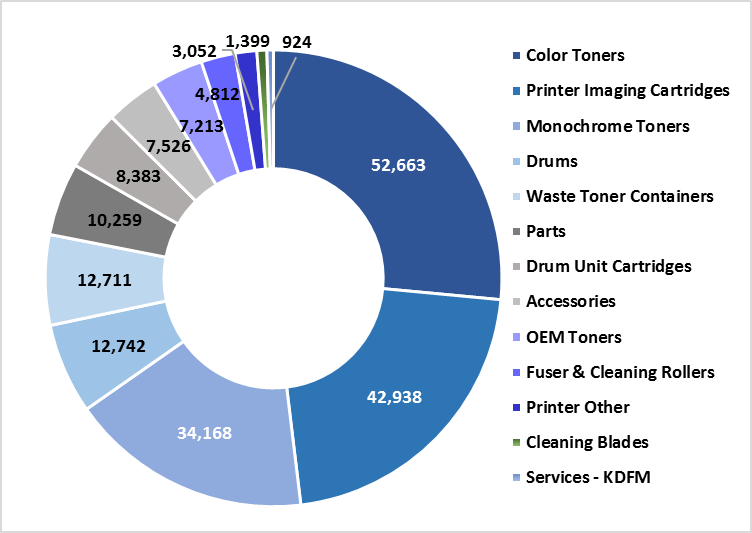 3,052
1,399
924
4,812
7,213
7,526
8,383
10,259
12,711
12,742
34,168
42,938
52,663
Color Toners
Printer Imaging Cartridges
Monochrome Toners
Drums
Waste Toner Containers
Parts
Drum Unit Cartridges
Accessories
OEM Toners
Fuser & Cleaning Rollers
Printer Other
Cleaning Blades
Services - KDFM